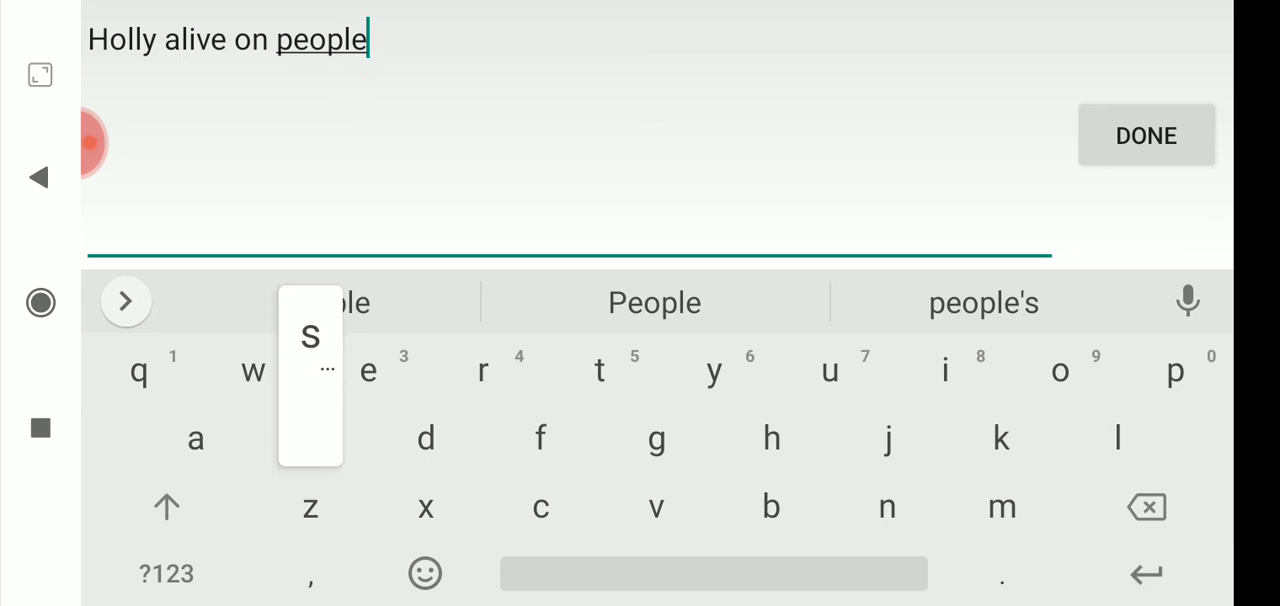 Holly alive on people
DONE
ple People people's
q 1 w e 3 r 4 t 5 y 6 u 7 i 8 o 9 p 0
a s d f g h j k l
z x c v b n m
?123 , .